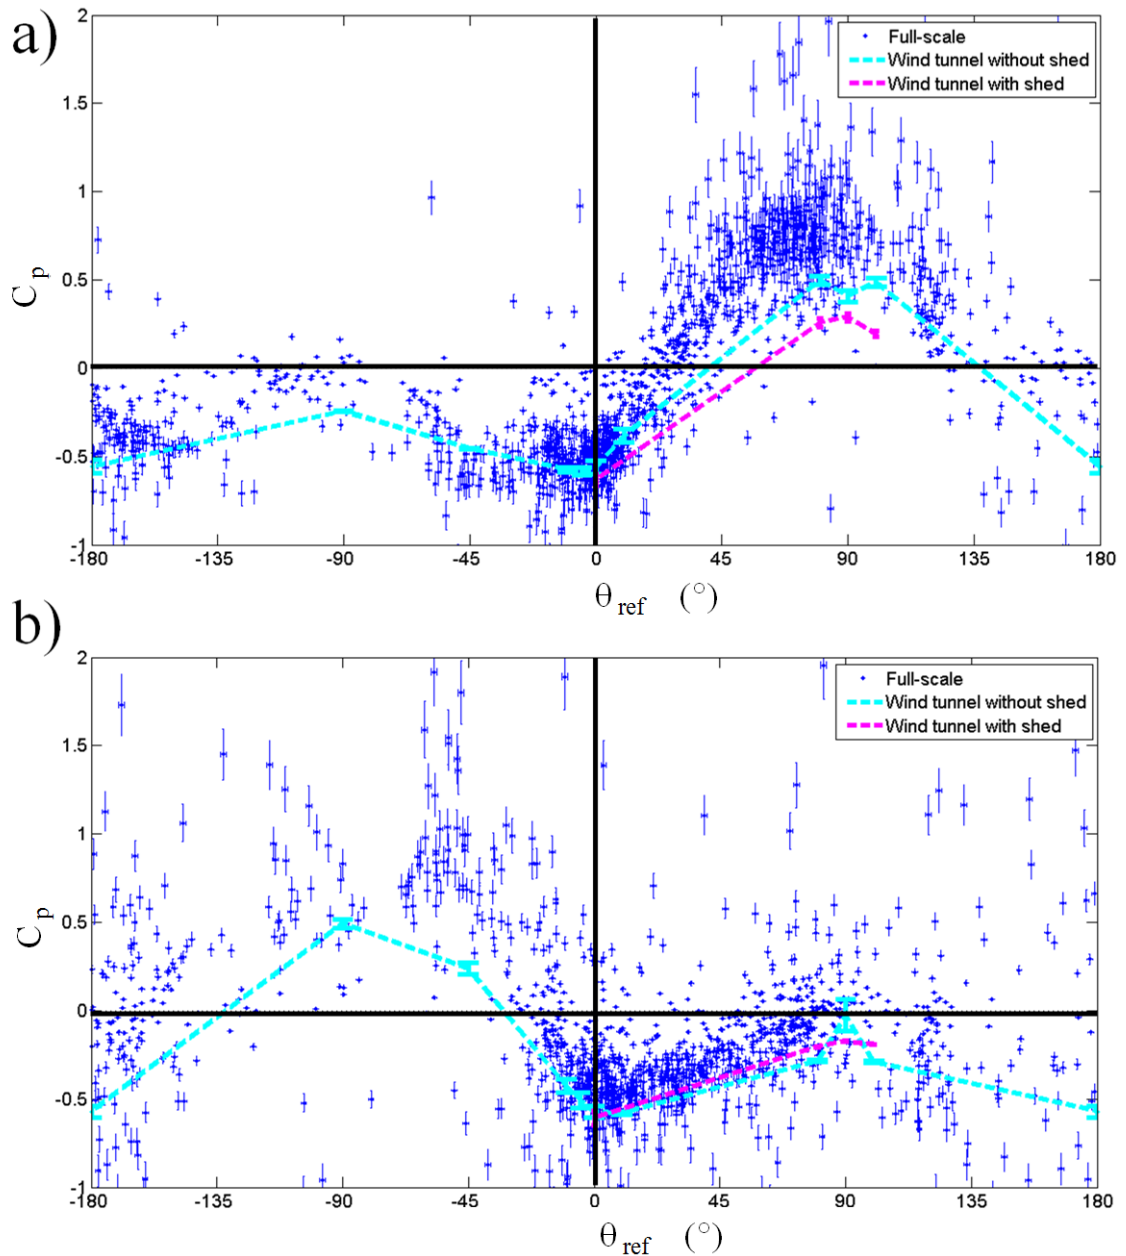 a)
2
1.5
1
0.5
0
-0.5
-1
C p
Full-scale
Wind tunnel without shed
Wind tunnel with shed
-180 -135 -90 -45 0 45 90 135 180
θ ref (°)
b)
2
1.5
1
0.5
0
-0.5
-1
C p
Full-scale
Wind tunnel without shed
Wind tunnel with shed
-180 -135 -90 -45 0 45 90 135 180
θ ref (°)